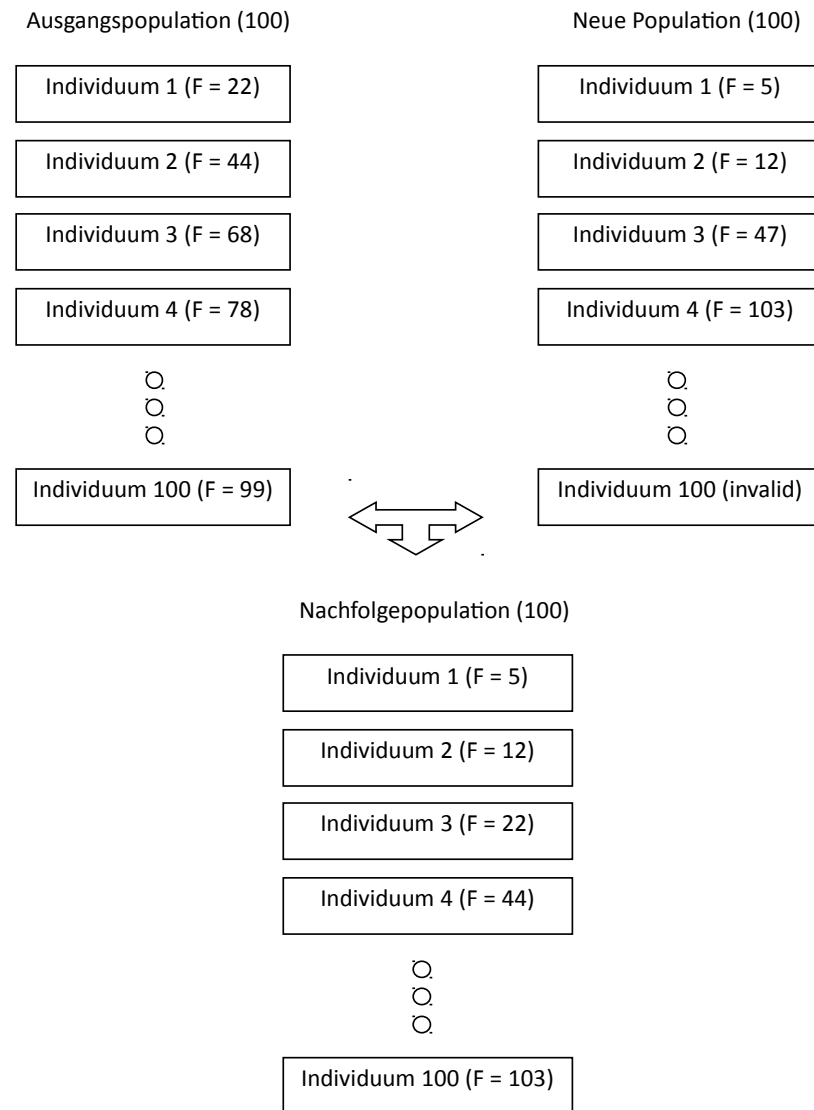 Ausgangspopulation (100)
Individuum 1 (F = 22)
Individuum 2 (F = 44)
Individuum 3 (F = 68)
Individuum 4 (F = 78)
Individuum 100 (F = 99)
Neue Population (100)
Individuum 1 (F = 5)
Individuum 2 (F = 12)
Individuum 3 (F = 47)
Individuum 4 (F = 103)
Individuum 100 (invalid)
Nachfolgepopulation (100)
Individuum 1 (F = 5)
Individuum 2 (F = 12)
Individuum 3 (F = 22)
Individuum 4 (F = 44)
Individuum 100 (F = 103)